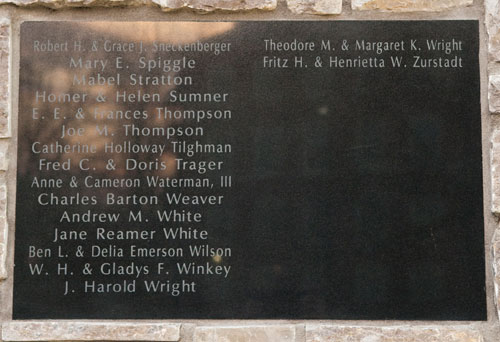 Robert H. & Grace J. Sneckenberger
Mary E. Spiggle
Mabel Stratton
Homer & Helen Sumner
E. E. & Frances Thompson
Joe M. Thompson
Catherine Holloway Tilghman
Fred C. & Doris Trager
Anne & Cameron Waterman, III
Charles Barton Weaver
Andrew M. White
Jane Reamer White
Ben L. & Delia Emerson Wilson
W. H. & Gladys F. Winkey
J. Harold Wright
Theodore M. & Margaret K. Wright
Fritz H. & Henrietta W. Zurstadt